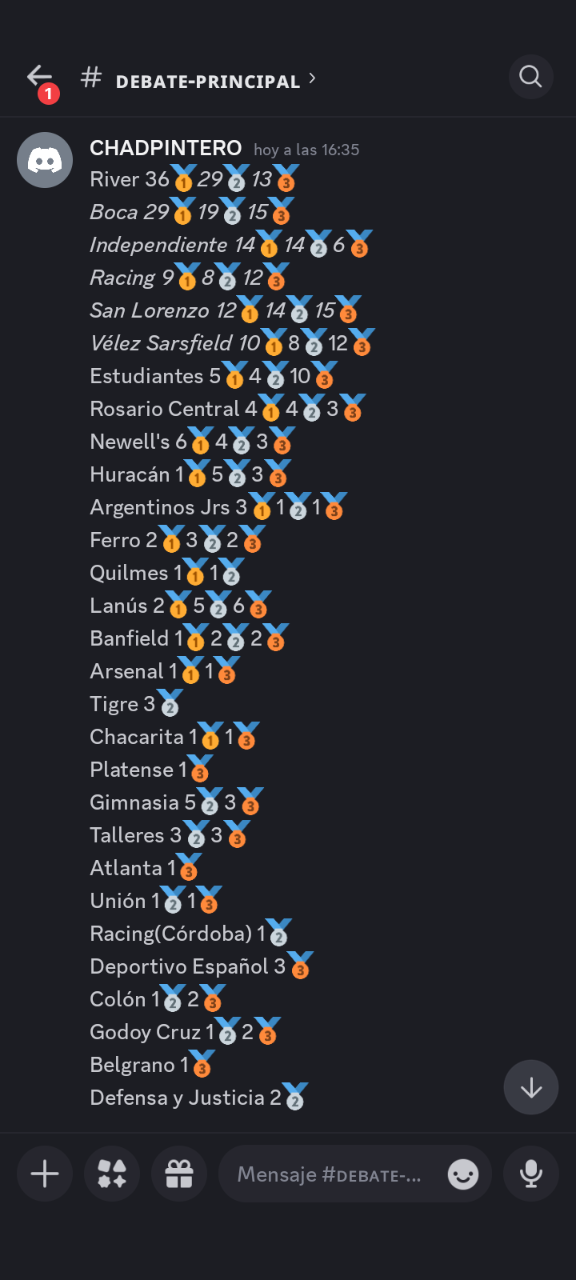 1
# DEBATE-PRINCIPAL >
CHADPINTERO hoy a las 16:35
River 36🥇29🥈13🥉
Boca 29🥇19🥈15🥉
Independiente 14🥇14🥈6🥉
Racing 9🥇8🥈12🥉
San Lorenzo 12🥇14🥈15🥉
Vélez Sarsfield 10🥇8🥈12🥉
Estudiantes 5🥇4🥈10🥉
Rosario Central 4🥇4🥈3🥉
Newell's 6🥇4🥈3🥉
Huracán 1🥇5🥈3🥉
Argentinos Jrs 3🥇1🥈1🥉
Ferro 2🥇3🥈2🥉
Quilmes 1🥇1🥈
Lanús 2🥇5🥈6🥉
Banfield 1🥇2🥈2🥉
Arsenal 1🥇1🥉
Tigre 3🥈
Chacarita 1🥇1🥉
Platense 1🥉
Gimnasia 5🥈3🥉
Talleres 3🥈3🥉
Atlanta 1🥉
Unión 1🥈1🥉
Racing(Córdoba) 1🥈
Deportivo Español 3🥉
Colón 1🥈2🥉
Godoy Cruz 1🥈2🥉
Belgrano 1🥉
Defensa y Justicia 2🥈
Mensaje #DEBATE-...